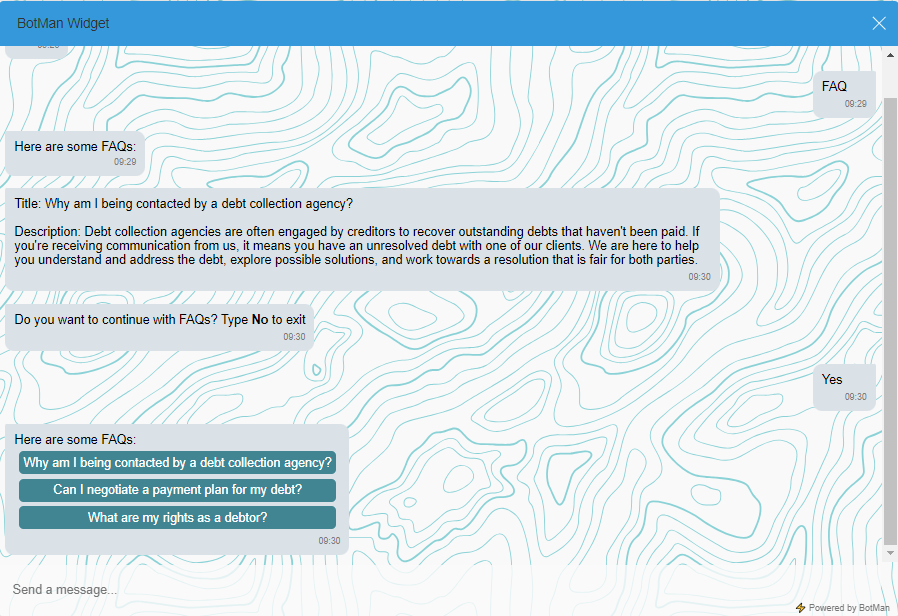 BotMan Widget
FAQ
09:29
Here are some FAQs:
09:29
Title: Why am I being contacted by a debt collection agency?
Description: Debt collection agencies are often engaged by creditors to recover outstanding debts that haven't been paid. If
you're receiving communication from us, it means you have an unresolved debt with one of our clients. We are here to help
you understand and address the debt, explore possible solutions, and work towards a resolution that is fair for both parties.
09:30
Do you want to continue with FAQs? Type No to exit
09:30
Yes
09:30
Here are some FAQs:
Why am I being contacted by a debt collection agency?
Can I negotiate a payment plan for my debt?
What are my rights as a debtor?
09:30
Send a message...
Powered by BotMan